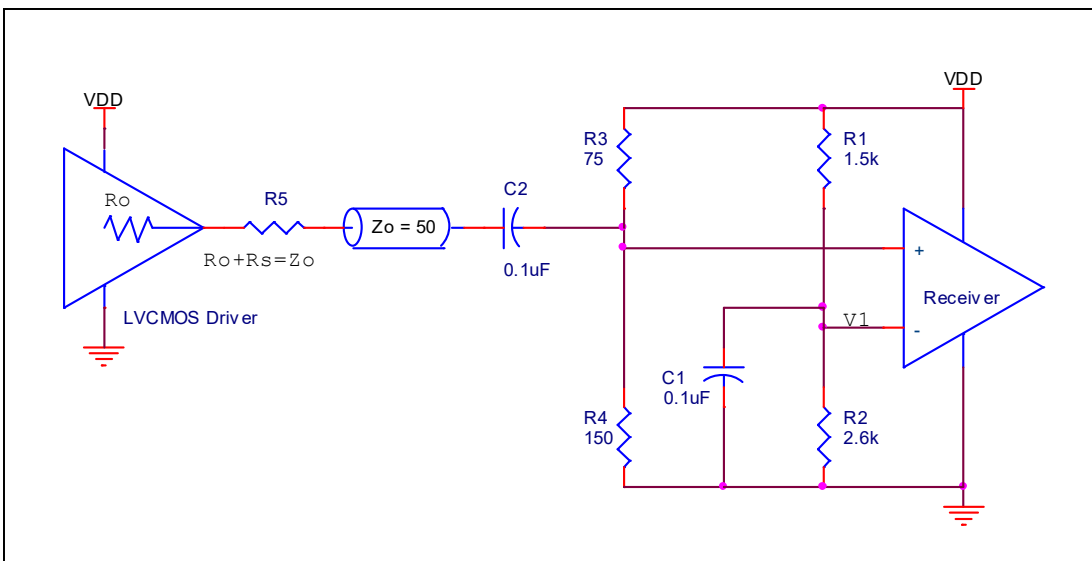 VDD
Ro
R5
Ro+Rs=Zo
LVCMOS Driver
Zo = 50
C2
0.1uF
R3
75
R4
150
VDD
R1
1.5k
V1
C1
0.1uF
R2
2.6k
+
-
Receiver